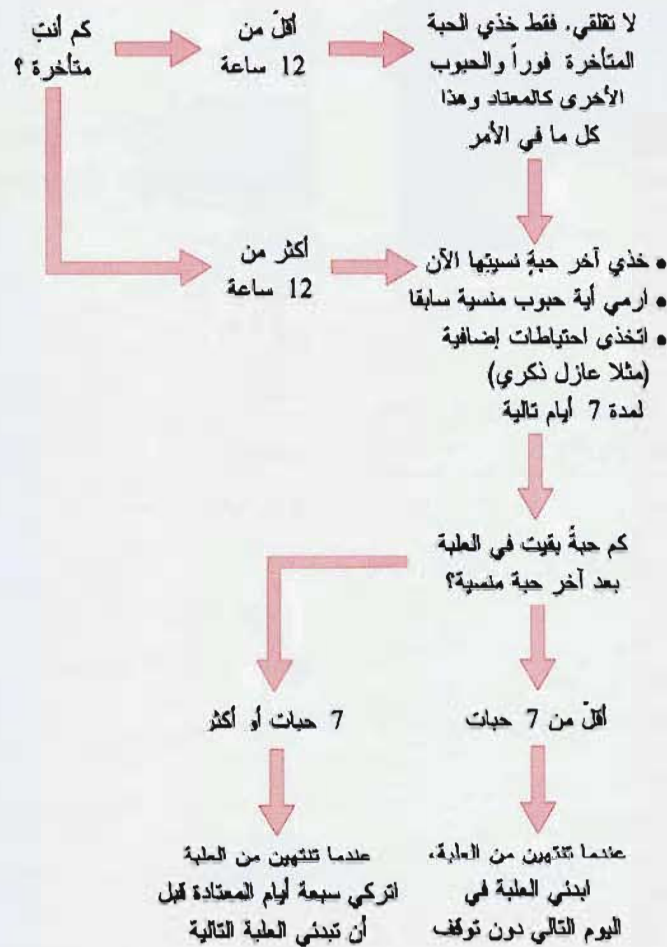 كم أنتِ
متأخرة ؟
أقلّ من
12 ساعة
لا تقلقي. فقط خذي الحبة
المتأخرة فوراً والحبوب
الأخرى كالمعتاد وهذا
كل ما في الأمر
أكثر من
12 ساعة
• خذي آخر حبةٍ نسيتِها الآن
• ارمي أية حبوب منسية سابقا
• اتخذي احتياطات إضافية
(مثلا عازل ذكري)
لمدة 7 أيام تالية
كم حبةً بقيت في العلبة
بعد آخر حبة منسية؟
أقلّ من 7 حبات
7 حبات أو أكثر
عندما تنتهين من العلبة،
ابدئي العلبة في
اليوم التالي دون توقف
عندما تنتهين من العلبة
اتركي سبعة أيام المعتادة قبل
أن تبدئي العلبة التالية